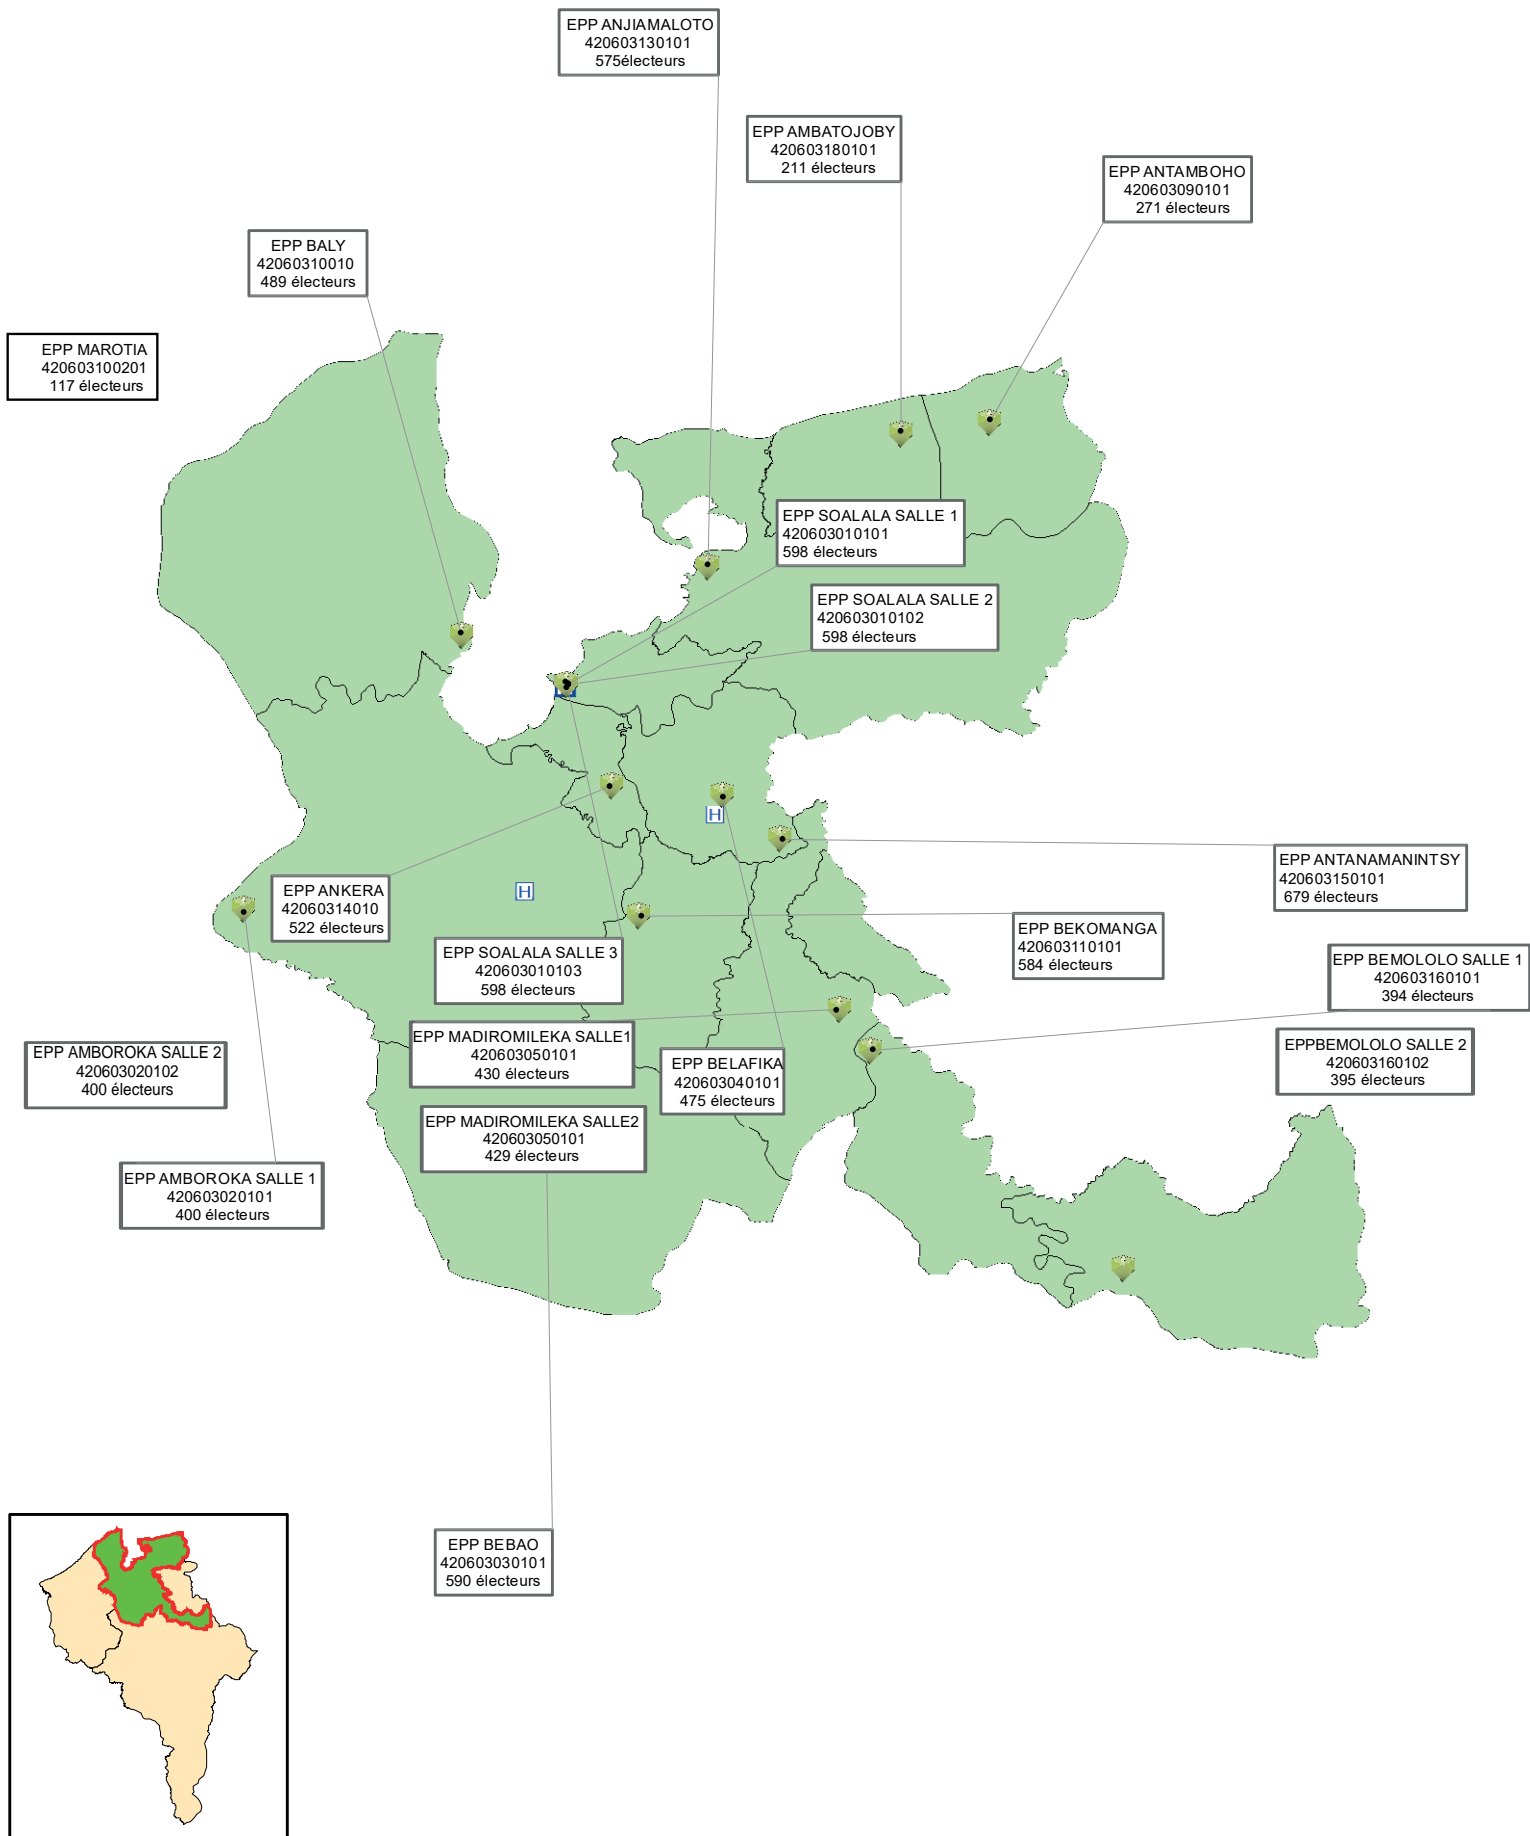 EPP ANJIAMALOTO
420603130101
575électeurs
EPP AMBATOJOBY
420603180101
211 électeurs
EPP ANTAMBOHO
420603090101
271 électeurs
EPP BALY
42060310010
489 électeurs
EPP MAROTIA
420603100201
117 électeurs
EPP SOALALA SALLE 1
420603010101
598 électeurs
EPP SOALALA SALLE 2
420603010102
598 électeurs
H
EPP ANTANAMANINTSY
420603150101
679 électeurs
EPP ANKERA
42060314010
522 électeurs
H
EPP BEKOMANGA
420603110101
584 électeurs
EPP SOALALA SALLE 3
420603010103
598 électeurs
EPP BEMOLOLO SALLE 1
420603160101
394 électeurs
EPP MADIROMILEKA SALLE1
420603050101
430 électeurs
EPPBEMOLOLO SALLE 2
420603160102
395 électeurs
EPP AMBOROKA SALLE 2
420603020102
400 électeurs
EPP BELAFIKA
420603040101
475 électeurs
EPP MADIROMILEKA SALLE2
420603050101
429 électeurs
EPP AMBOROKA SALLE 1
420603020101
400 électeurs
EPP BEBAO
420603030101
590 électeurs